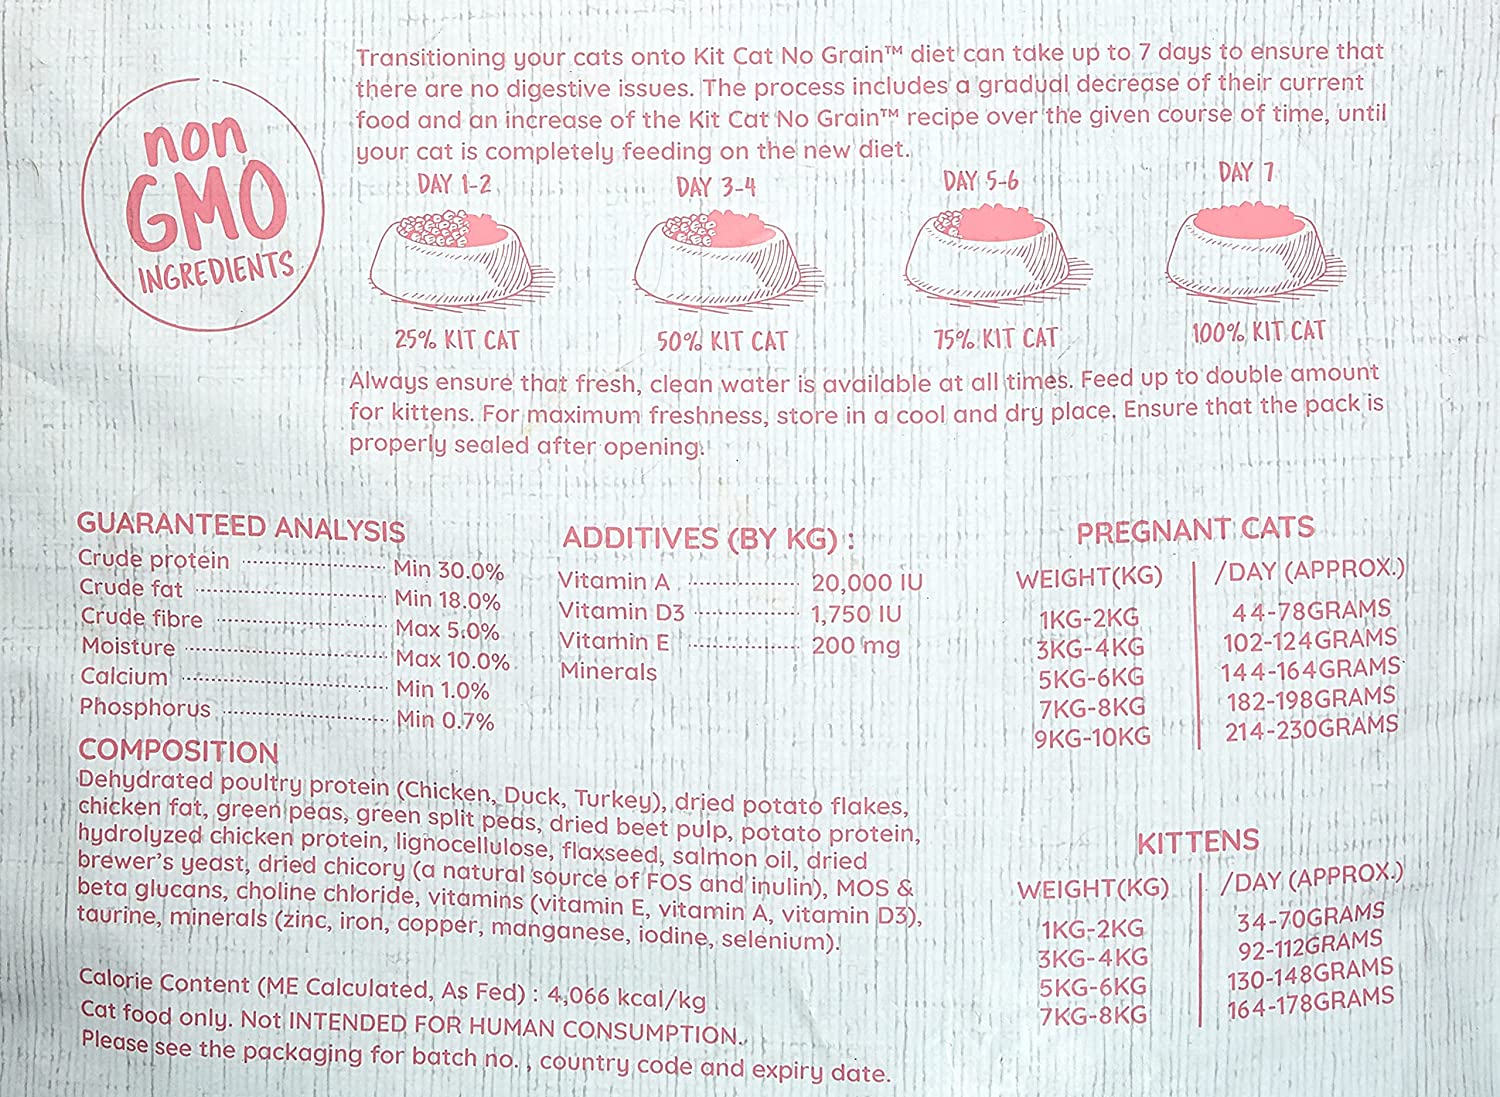 non
GMO
INGREDIENTS
Transitioning your cats onto Kit Cat No Grain™ diet can take up to 7 days to ensure that
there are no digestive issues. The process includes a gradual decrease of their current
food and an increase of the Kit Cat No Grain™ recipe over the given course of time, until
your cat is completely feeding on the new diet.
DAY 1-2
DAY 3-4
DAY 5-6
DAY 7
25% KIT CAT
50% KIT CAT
75% KIT CAT
100% KIT CAT
Always ensure that fresh, clean water is available at all times. Feed up to double amount
for kittens. For maximum freshness, store in a cool and dry place. Ensure that the pack is
properly sealed after opening.
GUARANTEED ANALYSIS
Crude protein Min 30.0%
Crude fat Min 18.0%
Crude fibre Max 5.0%
Moisture Max 10.0%
Calcium Min 1.0%
Phosphorus Min 0.7%
ADDITIVES (BY KG) :
Vitamin A 20,000 IU
Vitamin D3 1,750 IU
Vitamin E 200 mg
Minerals
PREGNANT CATS
WEIGHT(KG) /DAY (APPROX.)
1KG-2KG 44-78GRAMS
3KG-4KG 102-124GRAMS
5KG-6KG 144-164GRAMS
7KG-8KG 182-198GRAMS
9KG-10KG 214-230GRAMS
COMPOSITION
Dehydrated poultry protein (Chicken, Duck, Turkey), dried potato flakes,
chicken fat, green peas, green split peas, dried beet pulp, potato protein,
hydrolyzed chicken protein, lignocellulose, flaxseed, salmon oil, dried
brewer's yeast, dried chicory (a natural source of FOS and inulin), MOS &
beta glucans, choline chloride, vitamins (vitamin E, vitamin A, vitamin D3),
taurine, minerals (zinc, iron, copper, manganese, iodine, selenium).
KITTENS
WEIGHT(KG) /DAY (APPROX.)
1KG-2KG 34-70GRAMS
3KG-4KG 92-112GRAMS
5KG-6KG 130-148GRAMS
7KG-8KG 164-178GRAMS
Calorie Content (ME Calculated, As Fed) : 4,066 kcal/kg
Cat food only. Not INTENDED FOR HUMAN CONSUMPTION.
Please see the packaging for batch no. , country code and expiry date.